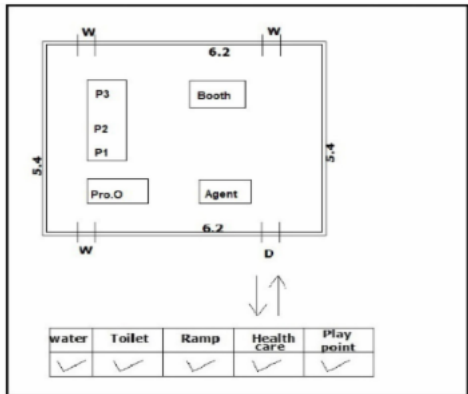 W W
6.2
P3 Booth
P2
P1
5.4 5.4
Pro.O Agent
6.2
W D
water Toilet Ramp Health care Play point